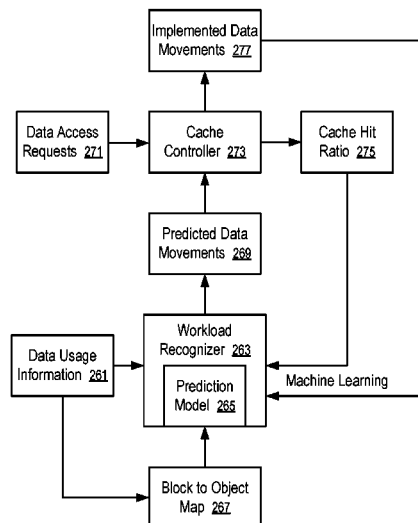 Implemented Data
Movements 277
Data Access
Requests 271
Cache
Controller 273
Cache Hit
Ratio 275
Predicted Data
Movements 269
Workload
Recognizer 263
Data Usage
Information 261
Prediction
Model 265
Machine Learning
Block to Object
Map 267